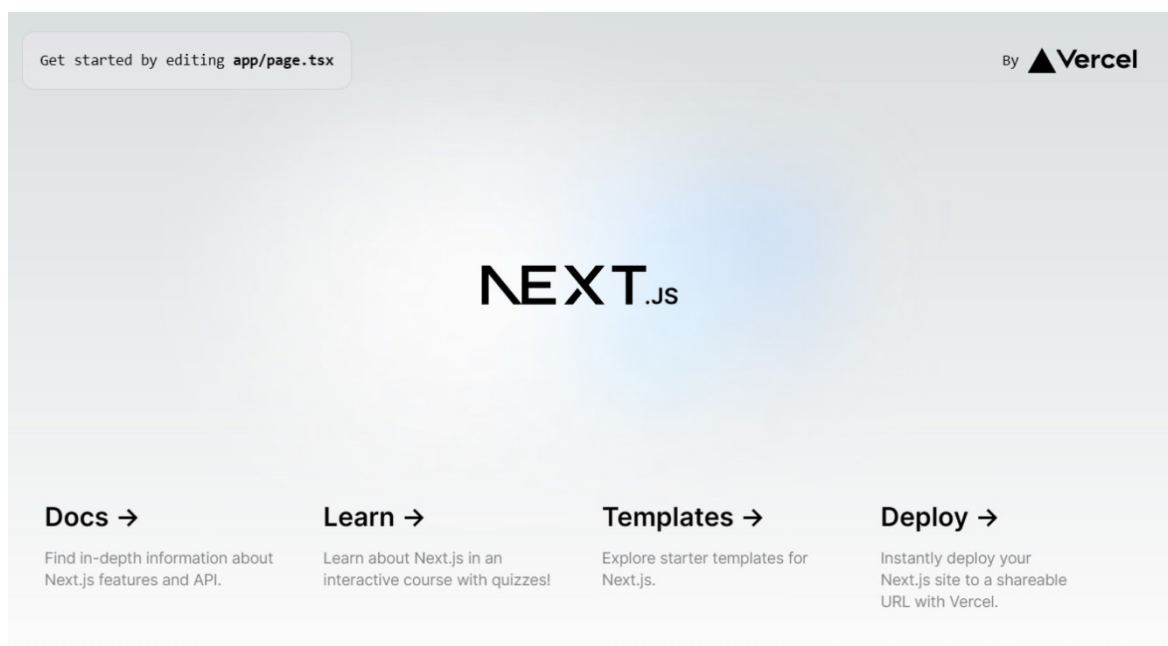 Get started by editing app/page.tsx
By Vercel
NEXT.JS
Docs →
Find in-depth information about
Next.js features and API.
Learn →
Learn about Next.js in an
interactive course with quizzes!
Templates →
Explore starter templates for
Next.js.
Deploy →
Instantly deploy your
Next.js site to a shareable
URL with Vercel.